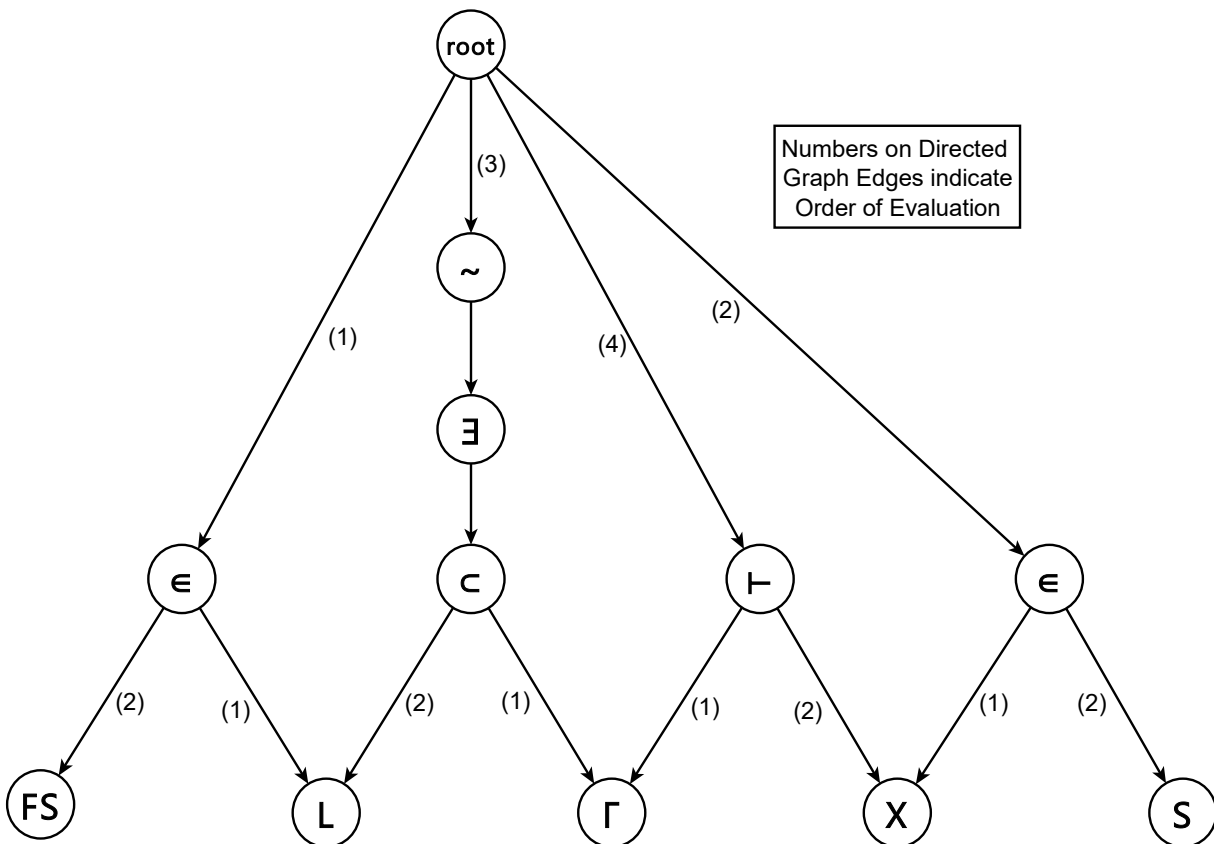 root
Numbers on Directed
Graph Edges indicate
Order of Evaluation
(3)
~
(1)
(4)
(2)
∃
∈
⊂
⊢
∈
(2)
(1)
(2)
(1)
(1)
(2)
(1)
(2)
FS
L
Γ
X
S